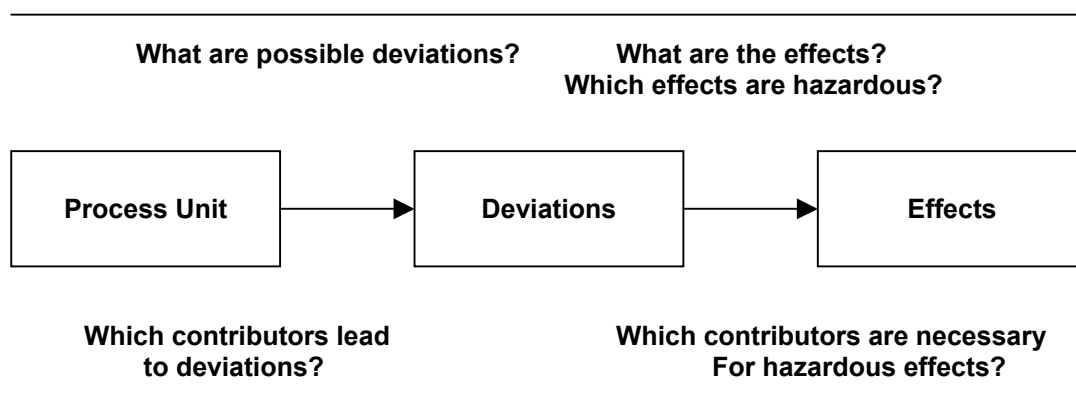 What are possible deviations?
What are the effects?
Which effects are hazardous?
Process Unit
Deviations
Effects
Which contributors lead
to deviations?
Which contributors are necessary
For hazardous effects?